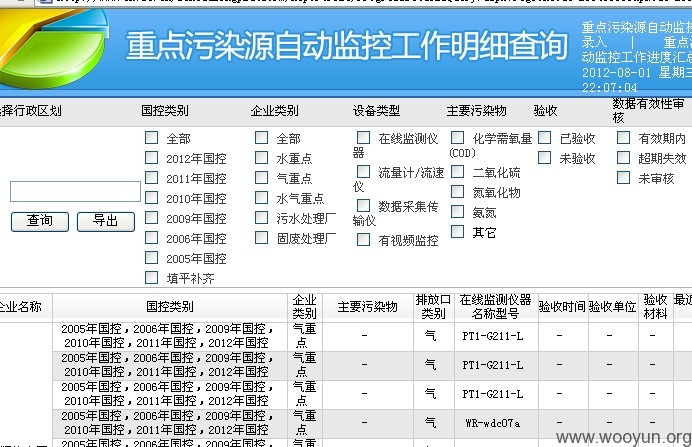 重点污染源自动监控工作明细查询
重点污染源自动监控
录入 | 重点
动监控工作进度汇总
2012-08-01 星期三
22:07:04
择行政区划
国控类别
企业类别
设备类型
主要污染物
验收
数据有效性审
核
全部
2012年国控
2011年国控
2010年国控
2009年国控
2006年国控
2005年国控
填平补齐
全部
水重点
气重点
水气重点
污水处理厂
固废处理厂
在线监测仪
器
流量计/流速
仪
数据采集传
输仪
有视频监控
化学需氧量
(COD)
二氧化硫
氮氧化物
氨氮
其它
已验收
未验收
有效期内
超期失效
未审核
查询
导出
企业名称 国控类别 企业 主要污染物 排放口 在线监测仪器 验收时间 验收单位 验收 最近
类别 类别 名称型号 材料
2005年国控,2006年国控,2009年国控, 气重
2010年国控,2011年国控,2012年国控 点 - 气 PT1-G211-L - - -
2005年国控,2006年国控,2009年国控, 气重
2010年国控,2011年国控,2012年国控 点 - 气 PT1-G211-L - - -
2005年国控,2006年国控,2009年国控, 气重
2010年国控,2011年国控,2012年国控 点 - 气 PT1-G211-L - - -
2005年国控,2006年国控,2009年国控, 气重
2010年国控,2011年国控,2012年国控 点 - 气 WR-wdc07a - - -
2005年国控,2006年国控,2009年国控, 气重
www.wooyun.org